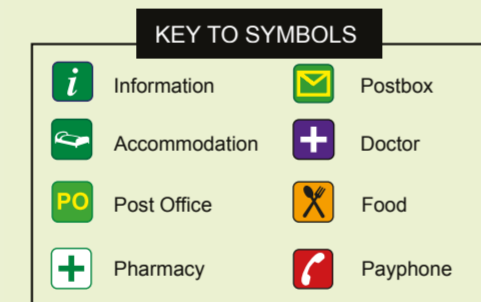 KEY TO SYMBOLS
i Information
Postbox
Accommodation
Doctor
PO Post Office
Food
Pharmacy
Payphone